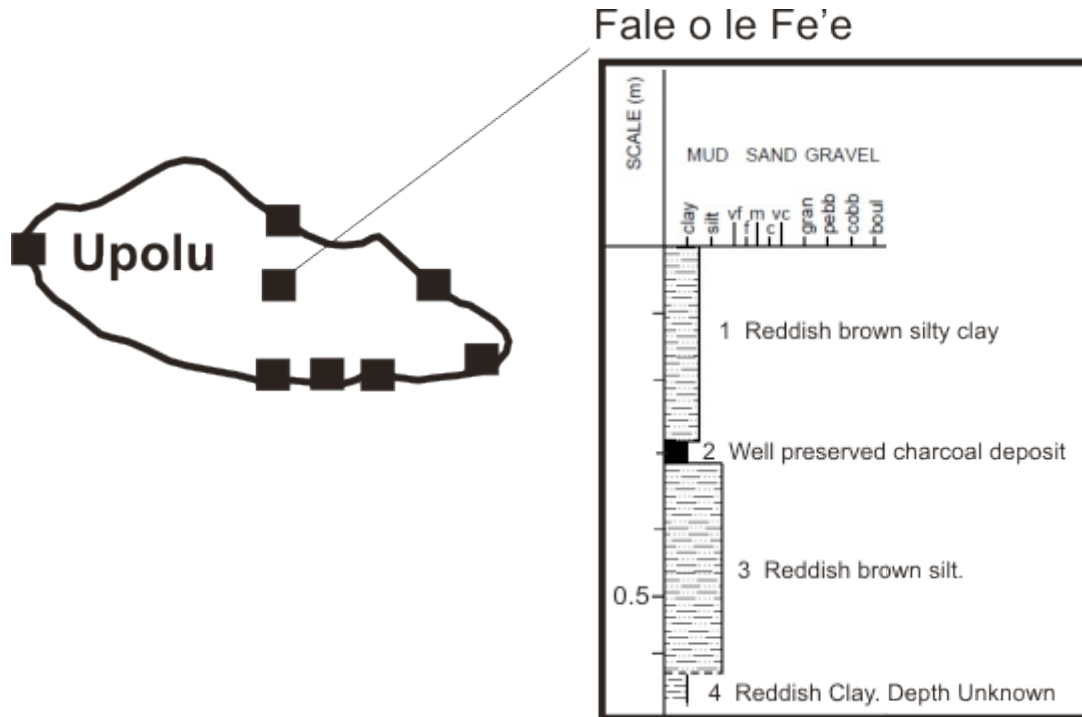 Fale o le Fe'e
Upolu
SCALE (m)
MUD SAND GRAVEL
clay silt vf f m c vc gran pebb cobb boul
1 Reddish brown silty clay
2 Well preserved charcoal deposit
3 Reddish brown silt.
0.5
4 Reddish Clay. Depth Unknown